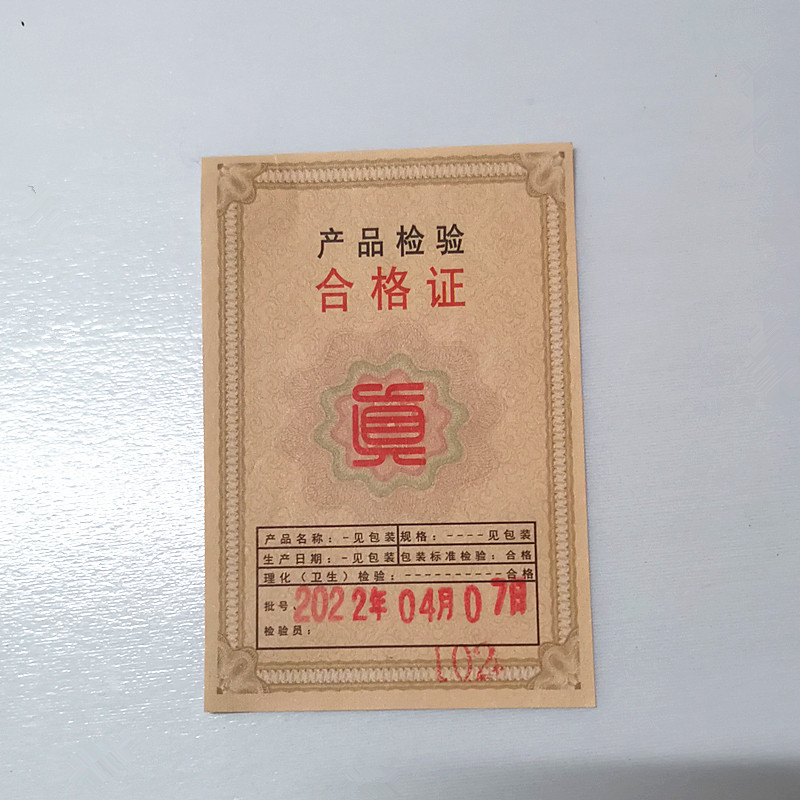 产品检验
合格证
眞
产品名称：-见包装 规格：----见包装
生产日期：-见包装 包装标准检验：合格
理化（卫生）检验：----------合格
批号：2022年04月07日
检验员：
102